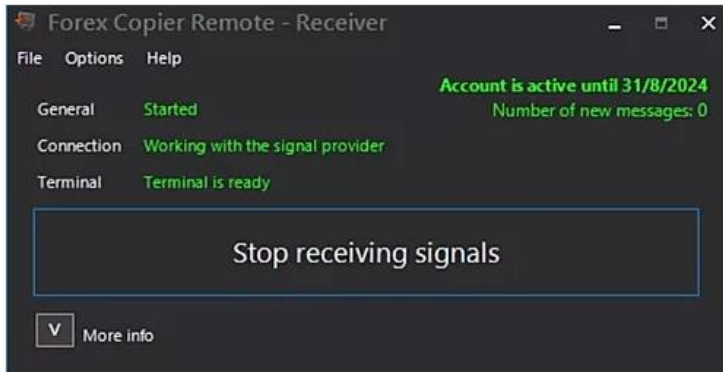 Forex Copier Remote - Receiver
File Options Help
Account is active until 31/8/2024
General Started
Number of new messages: 0
Connection Working with the signal provider
Terminal Terminal is ready
Stop receiving signals
V More info